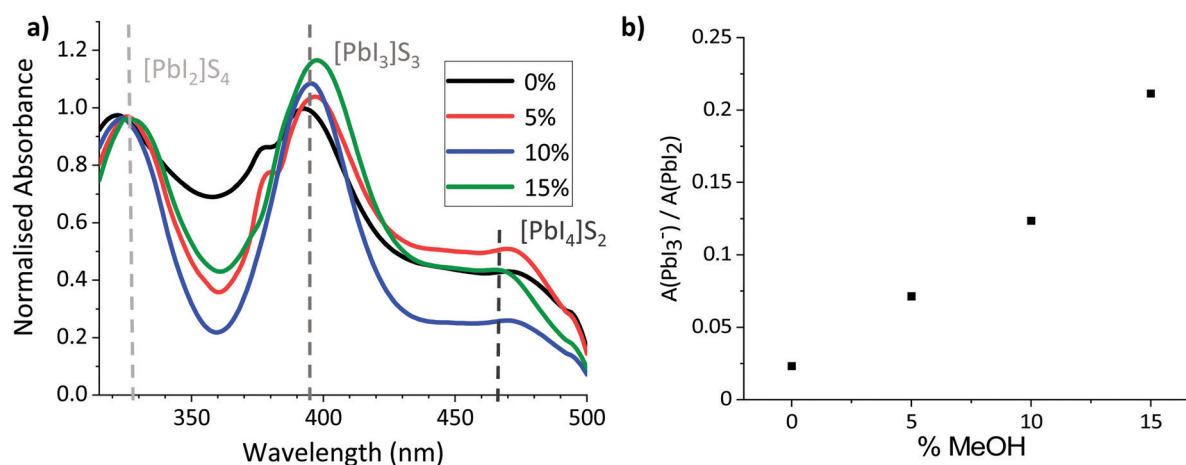 a)
[PbI2]S4
[PbI3]S3
[PbI4]S2
0%
5%
10%
15%
Normalised Absorbance
1.2
1.0
0.8
0.6
0.4
0.2
0.0
350
400
450
500
Wavelength (nm)
b)
A(PbI3⁻) / A(PbI2)
0.25
0.2
0.15
0.1
0.05
0
0
5
10
15
% MeOH